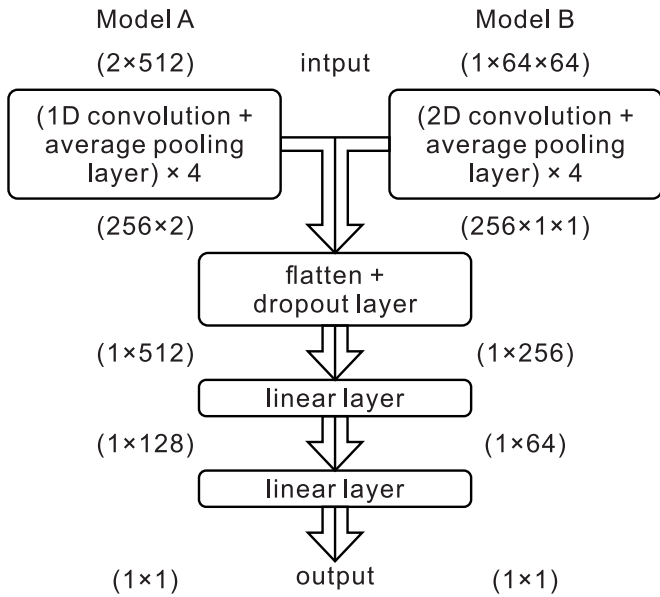 Model A
Model B
(2×512)
intput
(1×64×64)
(1D convolution +
average pooling
layer) × 4
(2D convolution +
average pooling
layer) × 4
(256×2)
(256×1×1)
flatten +
dropout layer
(1×512)
(1×256)
linear layer
(1×128)
(1×64)
linear layer
(1×1)
output
(1×1)